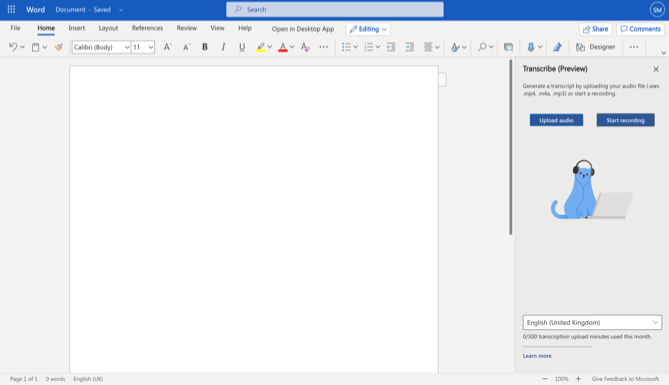 Word Document - Saved Search SM
File Home Insert Layout References Review View Help Open in Desktop App Editing Share Comments
Calibri (Body) 11 A A B I U A A Designer
Transcribe (Preview)
Generate a transcript by uploading your audio file (.wav,
.mp4, .m4a, .mp3) or start a recording.
Upload audio Start recording
English (United Kingdom)
0/300 transcription upload minutes used this month.
Learn more
Page 1 of 1 0 words English (UK) 100% Give Feedback to Microsoft